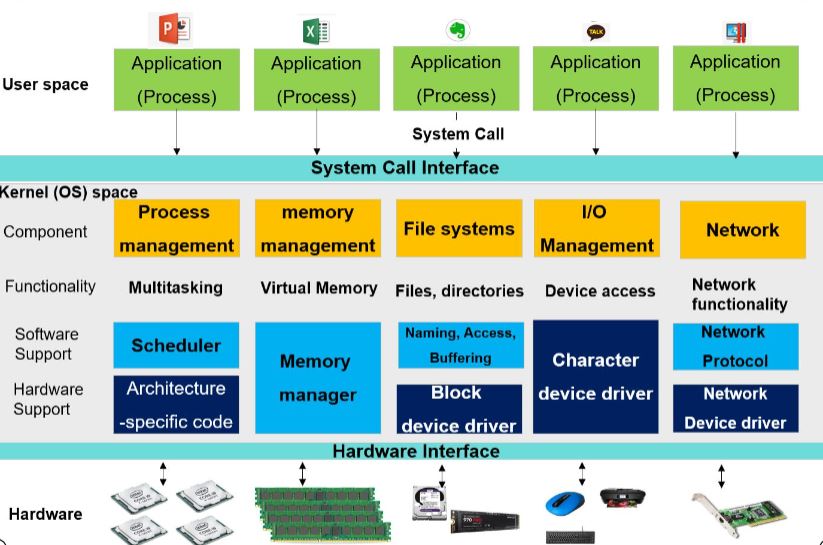 P
X
TALK
User space
Application
(Process)
Application
(Process)
Application
(Process)
Application
(Process)
Application
(Process)
System Call
System Call Interface
Kernel (OS) space
Component
Process
management
memory
management
File systems
I/O
Management
Network
Functionality
Multitasking
Virtual Memory
Files, directories
Device access
Network
functionality
Software
Support
Scheduler
Memory
manager
Naming, Access,
Buffering
Character
device driver
Network
Protocol
Hardware
Support
Architecture
-specific code
Block
device driver
Network
Device driver
Hardware Interface
Hardware
970